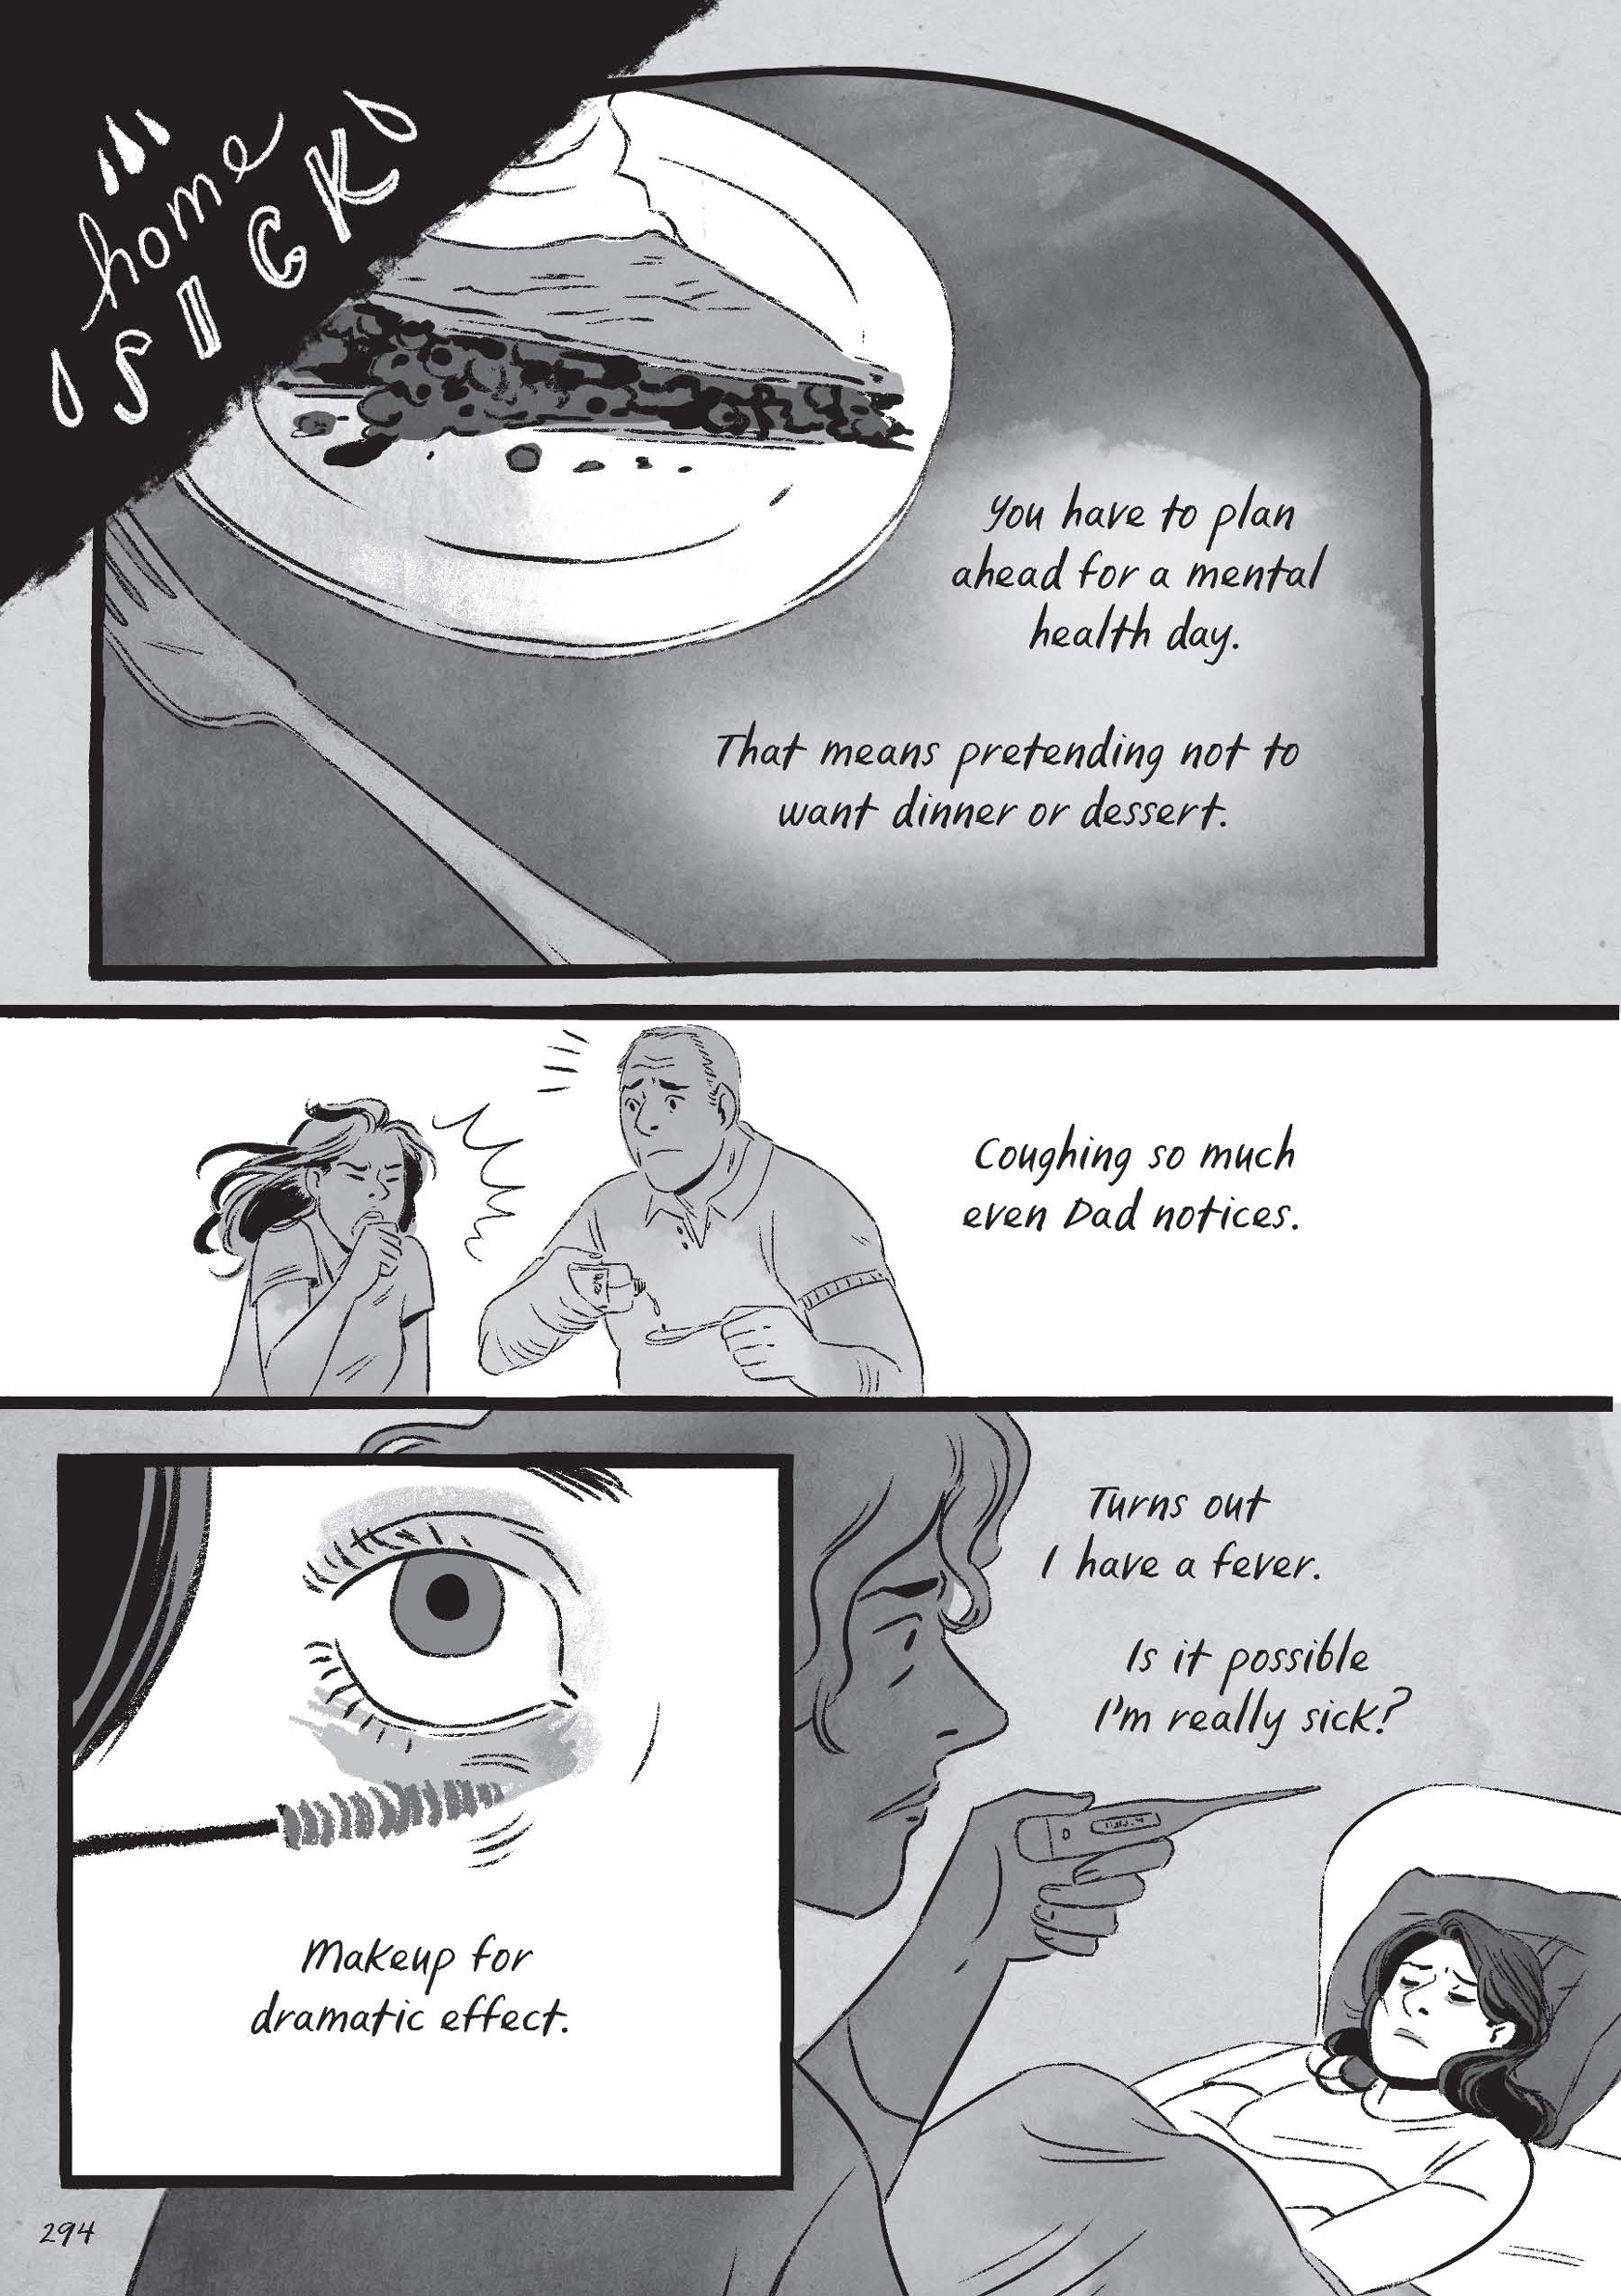 home
SICK
You have to plan
ahead for a mental
health day.
That means pretending not to
want dinner or dessert.
Coughing so much
even Dad notices.
Makeup for
dramatic effect.
Turns out
I have a fever.
Is it possible
I'm really sick?
294